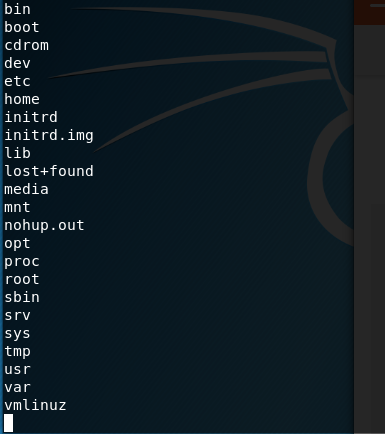 bin
boot
cdrom
dev
etc
home
initrd
initrd.img
lib
lost+found
media
mnt
nohup.out
opt
proc
root
sbin
srv
sys
tmp
usr
var
vmlinuz